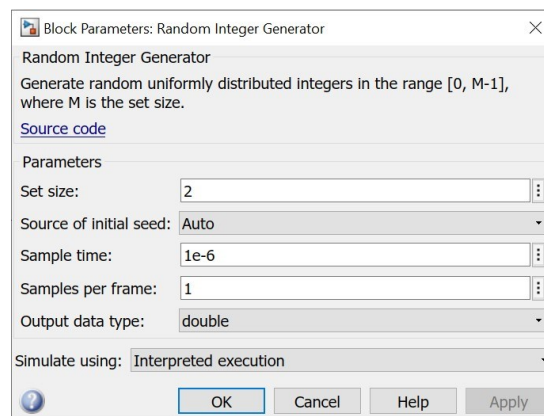 Block Parameters: Random Integer Generator
Random Integer Generator
Generate random uniformly distributed integers in the range [0, M-1],
where M is the set size.
Source code
Parameters
Set size: 2
Source of initial seed: Auto
Sample time: 1e-6
Samples per frame: 1
Output data type: double
Simulate using: Interpreted execution
OK Cancel Help Apply